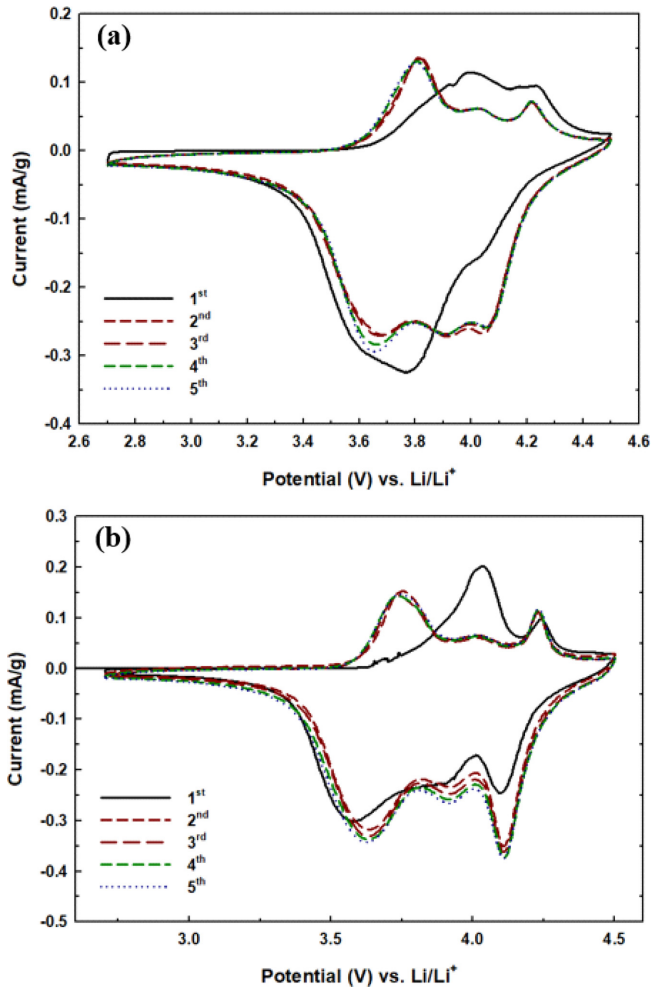 (a)
0.2
0.1
0.0
-0.1
-0.2
-0.3
-0.4
Current (mA/g)
1st
2nd
3rd
4th
5th
2.6 2.8 3.0 3.2 3.4 3.6 3.8 4.0 4.2 4.4 4.6
Potential (V) vs. Li/Li+
(b)
0.3
0.2
0.1
0.0
-0.1
-0.2
-0.3
-0.4
-0.5
Current (mA/g)
1st
2nd
3rd
4th
5th
3.0 3.5 4.0 4.5
Potential (V) vs. Li/Li+